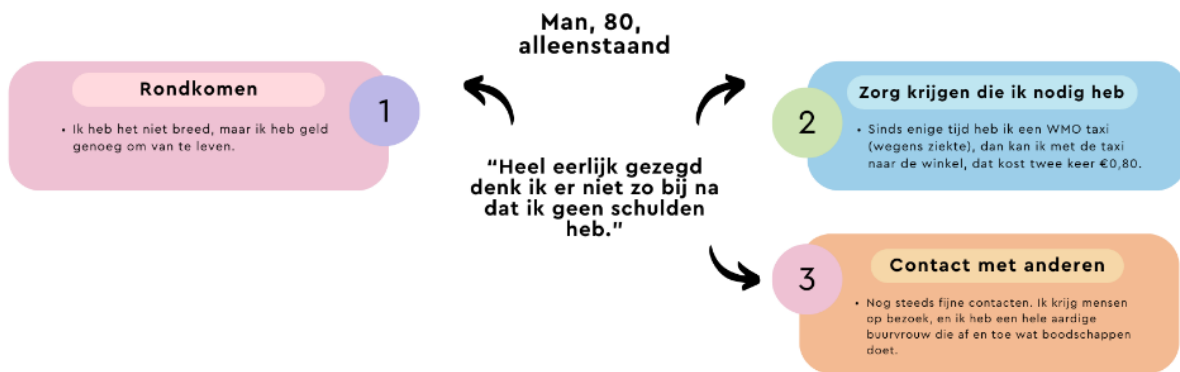 Man, 80,
alleenstaand
Rondkomen
1
• Ik heb het niet breed, maar ik heb geld
genoeg om van te leven.
Zorg krijgen die ik nodig heb
2
• Sinds enige tijd heb ik een WMO taxi
(wegens ziekte), dan kan ik met de taxi
naar de winkel, dat kost twee keer €0,80.
“Heel eerlijk gezegd
denk ik er niet zo bij na
dat ik geen schulden
heb.”
Contact met anderen
3
• Nog steeds fijne contacten. Ik krijg mensen
op bezoek, en ik heb een hele aardige
buurvrouw die af en toe wat boodschappen
doet.